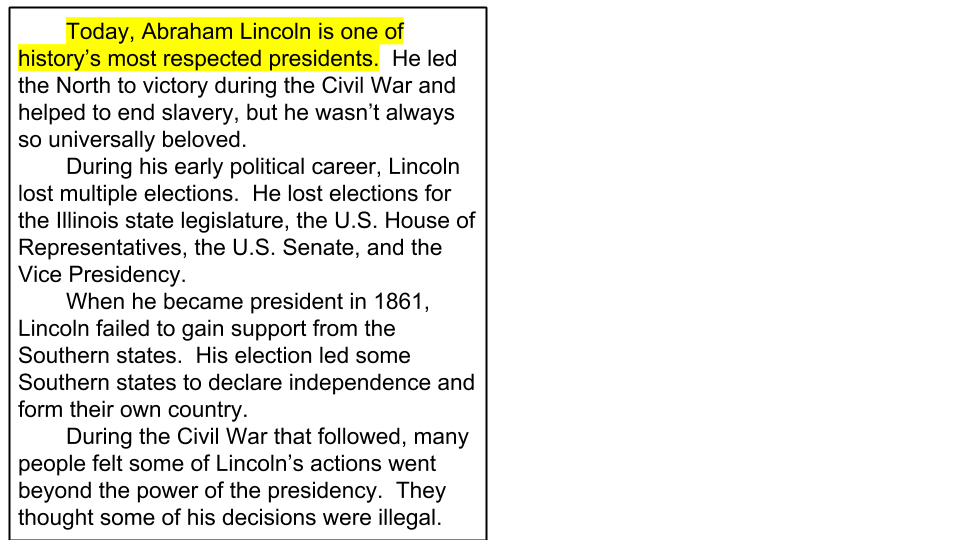 Today, Abraham Lincoln is one of
history’s most respected presidents.  He led
the North to victory during the Civil War and
helped to end slavery, but he wasn’t always
so universally beloved.
During his early political career, Lincoln
lost multiple elections.  He lost elections for
the Illinois state legislature, the U.S. House of
Representatives, the U.S. Senate, and the
Vice Presidency.
When he became president in 1861,
Lincoln failed to gain support from the
Southern states.  His election led some
Southern states to declare independence and
form their own country.
During the Civil War that followed, many
people felt some of Lincoln’s actions went
beyond the power of the presidency.  They
thought some of his decisions were illegal.